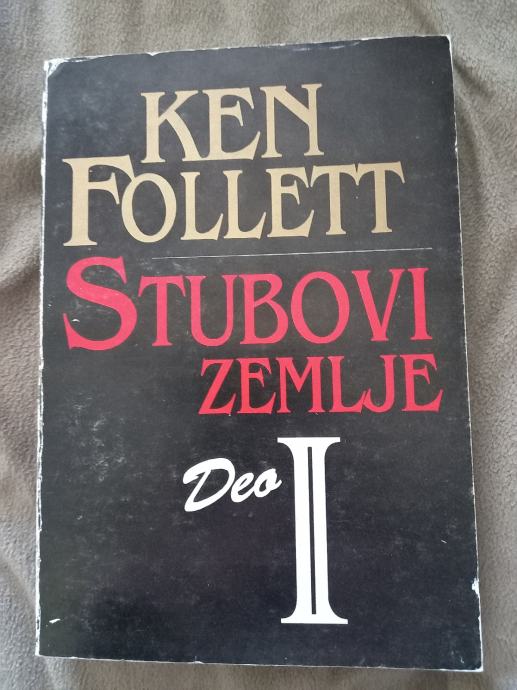 KEN
FOLLETT
STUBOVI
ZEMLJE
Deo I